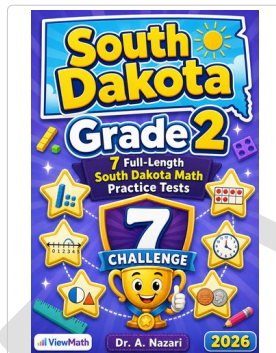 South
Dakota
Grade 2
7 Full-Length
South Dakota Math
Practice Tests
7
CHALLENGE
ViewMath
Dr. A. Nazari
2026